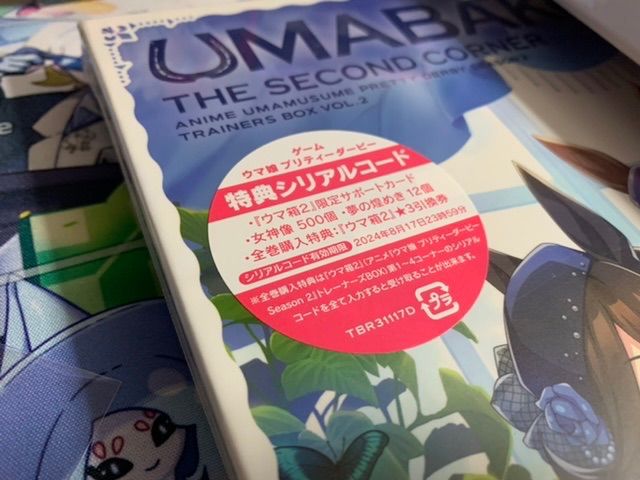 UMABAK
THE SECOND CORNER
ANIME UMAMUSUME PRETTY DERBY SEASON 2
TRAINERS BOX VOL.2
ゲーム
ウマ娘 プリティーダービー
特典シリアルコード
・『ウマ箱2』限定サポートカード
・女神像 500個 ・夢の煌めき 12個
・全巻購入特典:『ウマ箱2』★3引換券
シリアルコード有効期限 2024年8月17日23時59分
※全巻購入特典は『ウマ箱2』『アニメ『ウマ娘 プリティーダービー
Season 2』トレーナーズBOX』第1〜4コーナーのシリアル
コードを全て入力すると受け取ることが出来ます。
TBR31117D
プラ